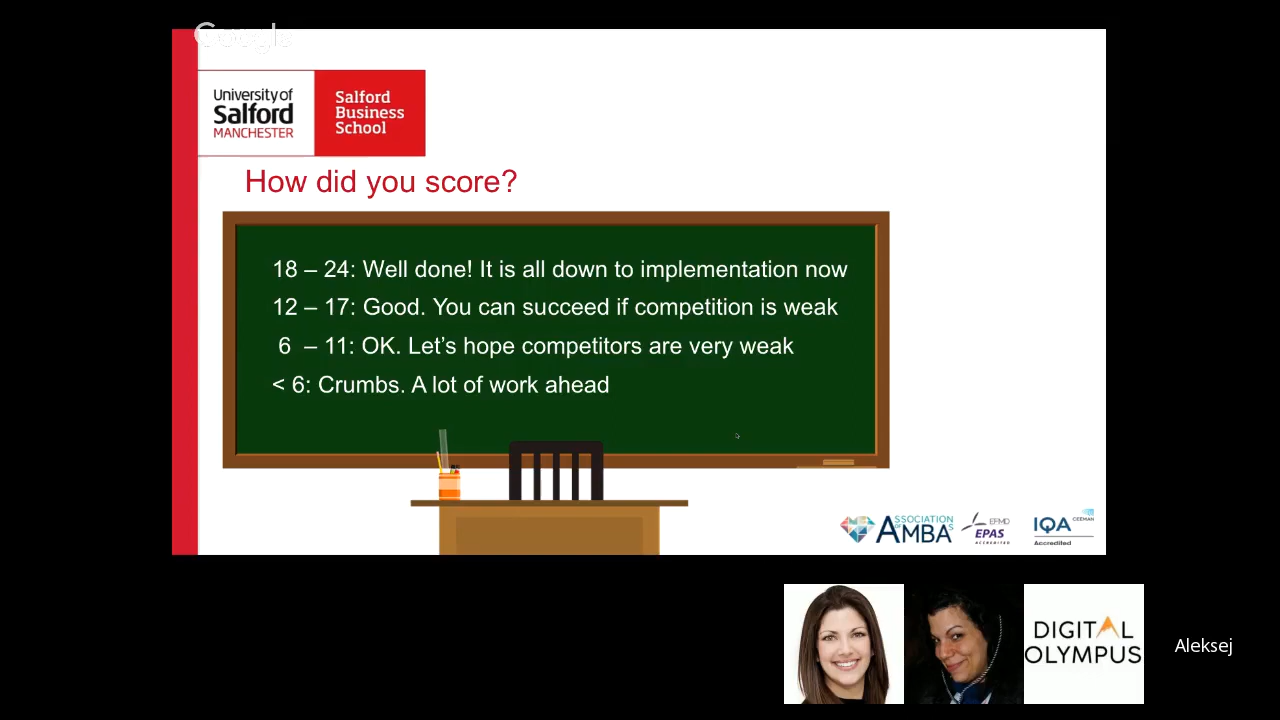 Google
University of
Salford
MANCHESTER
Salford
Business
School
How did you score?
18 – 24: Well done! It is all down to implementation now
12 – 17: Good. You can succeed if competition is weak
6 – 11: OK. Let's hope competitors are very weak
< 6: Crumbs. A lot of work ahead
ASSOCIATION
OF
AMBA'S
EFMD
EPAS
ACCREDITED
IQA
CEEMAN
Accredited
DIGITAL
OLYMPUS
Aleksej